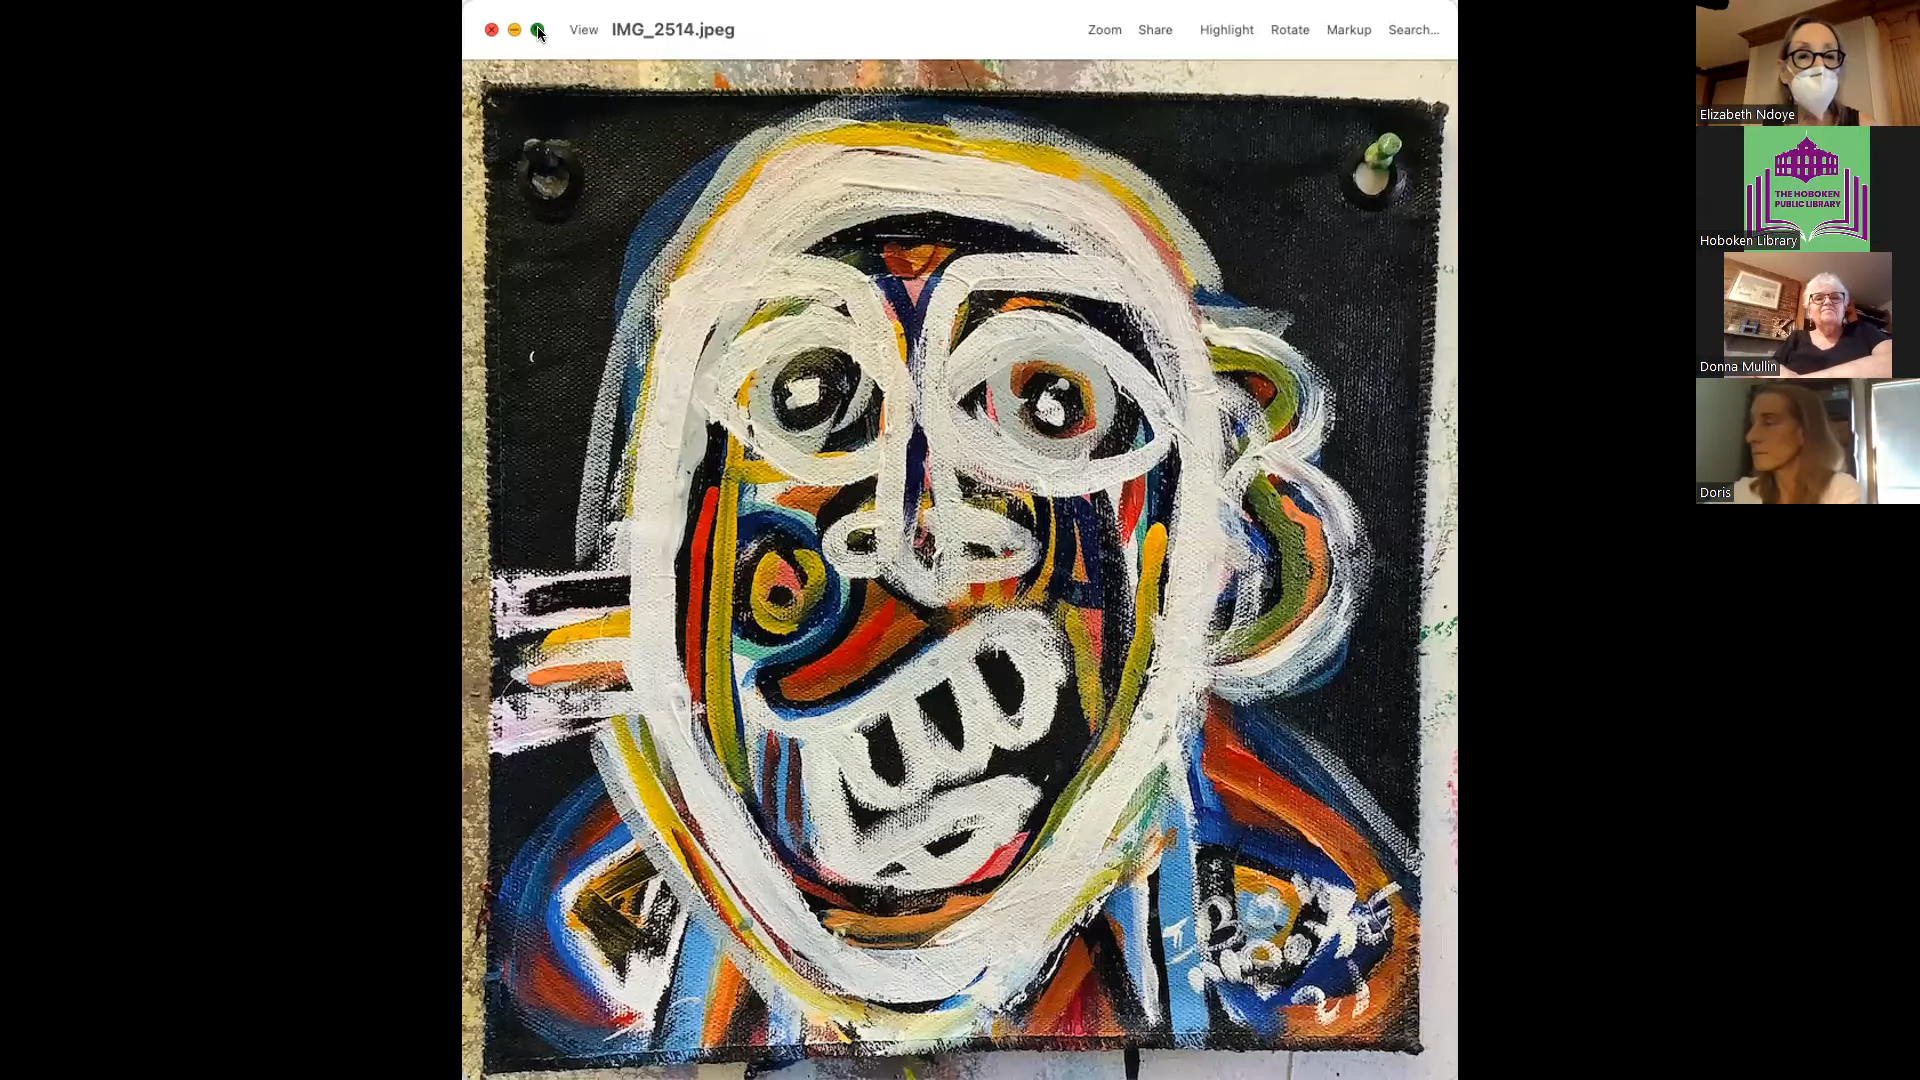 View IMG_2514.jpeg Zoom Share Highlight Rotate Markup Search...
Elizabeth Ndoye
THE HOBOKEN
PUBLIC LIBRARY
Hoboken Library
Donna Mullin
Doris
21